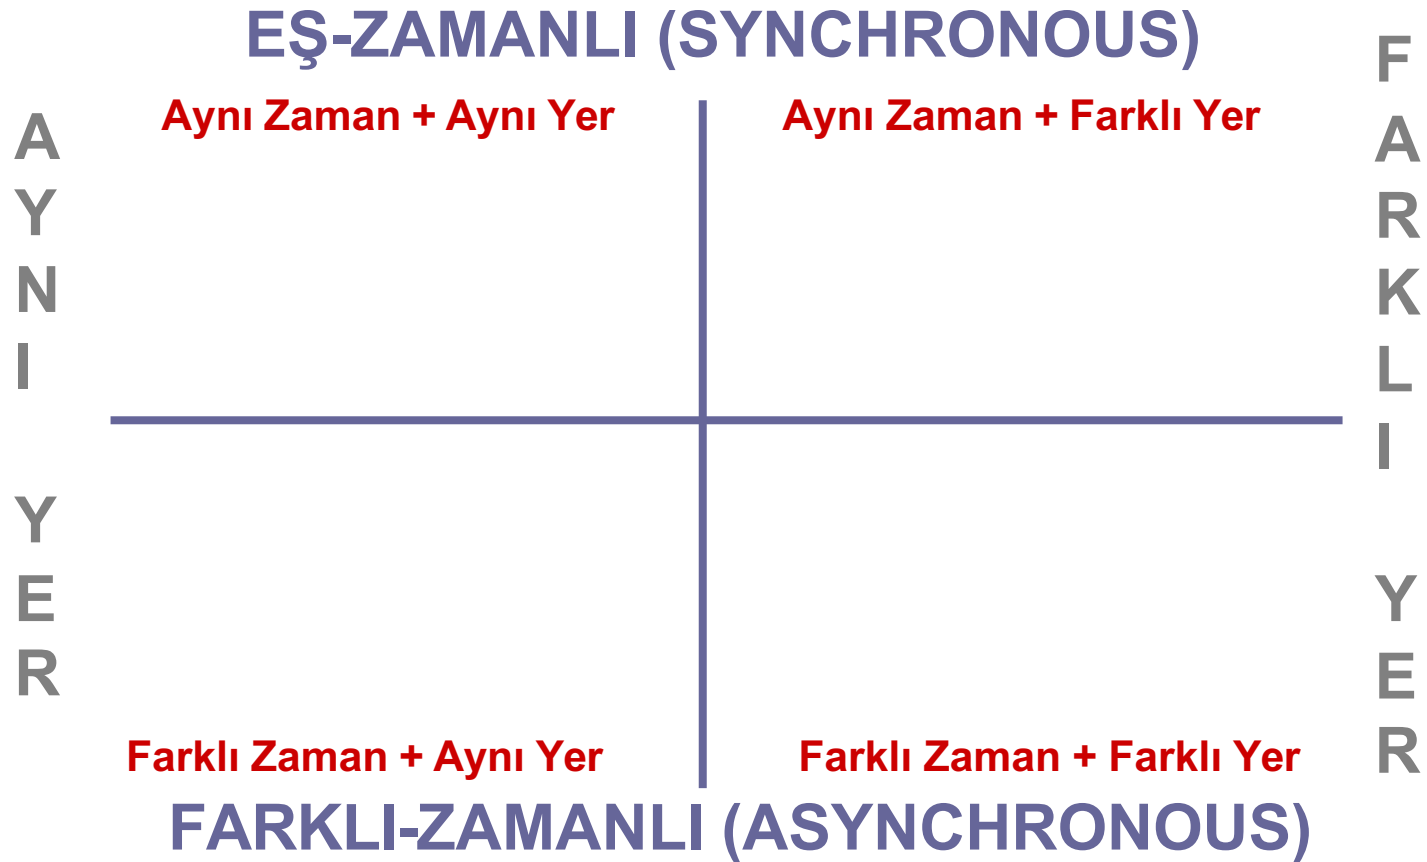 EŞ-ZAMANLI (SYNCHRONOUS)
Aynı Zaman + Aynı Yer
Aynı Zaman + Farklı Yer
AYNI YER
FARKLI YER
Farklı Zaman + Aynı Yer
Farklı Zaman + Farklı Yer
FARKLI-ZAMANLI (ASYNCHRONOUS)